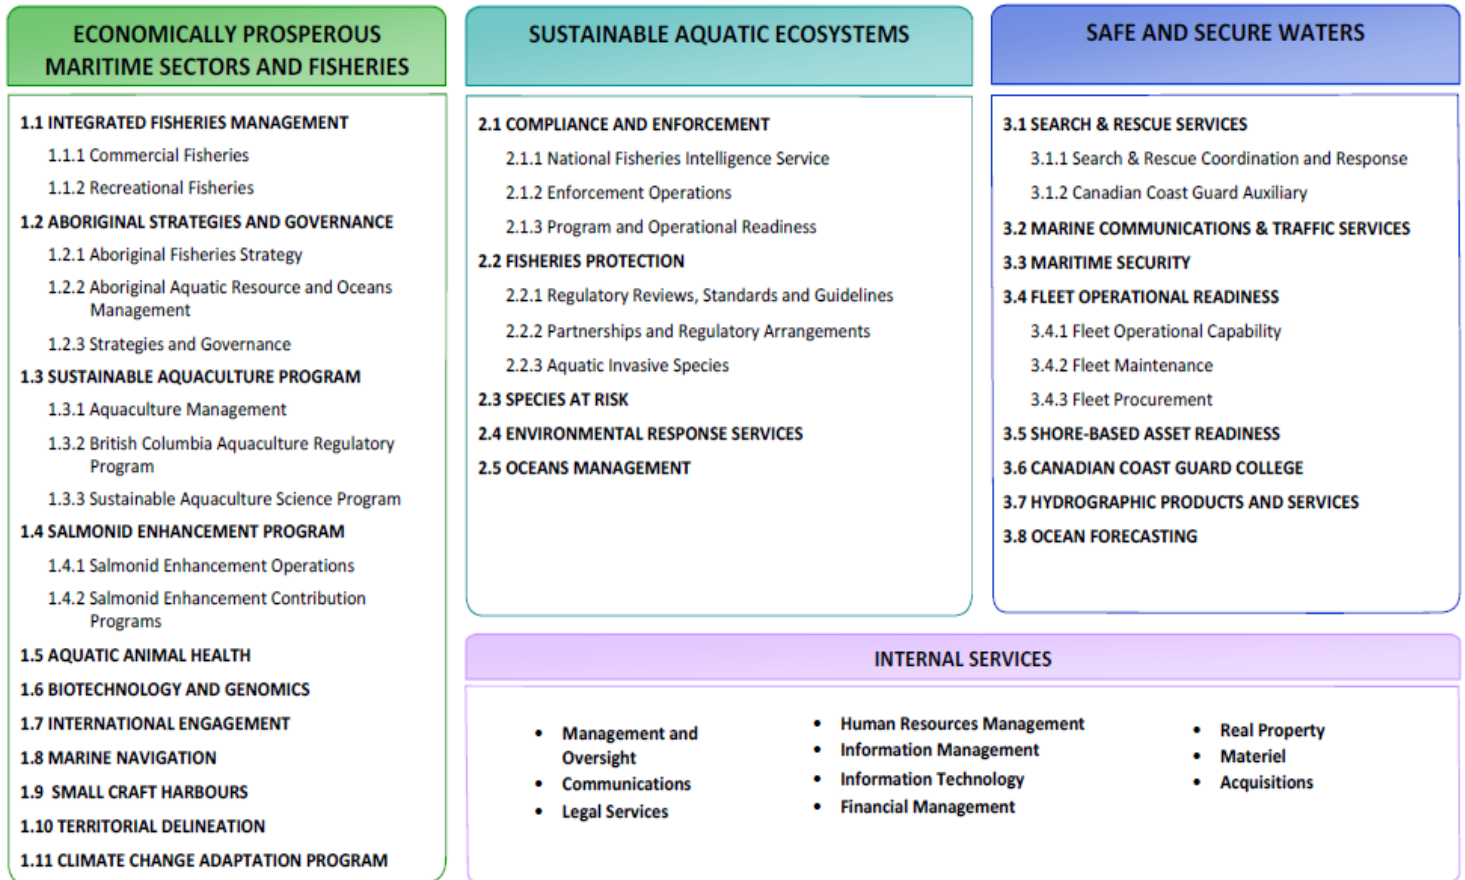 ECONOMICALLY PROSPEROUS
MARITIME SECTORS AND FISHERIES
1.1 INTEGRATED FISHERIES MANAGEMENT
1.1.1 Commercial Fisheries
1.1.2 Recreational Fisheries
1.2 ABORIGINAL STRATEGIES AND GOVERNANCE
1.2.1 Aboriginal Fisheries Strategy
1.2.2 Aboriginal Aquatic Resource and Oceans
Management
1.2.3 Strategies and Governance
1.3 SUSTAINABLE AQUACULTURE PROGRAM
1.3.1 Aquaculture Management
1.3.2 British Columbia Aquaculture Regulatory
Program
1.3.3 Sustainable Aquaculture Science Program
1.4 SALMONID ENHANCEMENT PROGRAM
1.4.1 Salmonid Enhancement Operations
1.4.2 Salmonid Enhancement Contribution
Programs
1.5 AQUATIC ANIMAL HEALTH
1.6 BIOTECHNOLOGY AND GENOMICS
1.7 INTERNATIONAL ENGAGEMENT
1.8 MARINE NAVIGATION
1.9 SMALL CRAFT HARBOURS
1.10 TERRITORIAL DELINEATION
1.11 CLIMATE CHANGE ADAPTATION PROGRAM
SUSTAINABLE AQUATIC ECOSYSTEMS
2.1 COMPLIANCE AND ENFORCEMENT
2.1.1 National Fisheries Intelligence Service
2.1.2 Enforcement Operations
2.1.3 Program and Operational Readiness
2.2 FISHERIES PROTECTION
2.2.1 Regulatory Reviews, Standards and Guidelines
2.2.2 Partnerships and Regulatory Arrangements
2.2.3 Aquatic Invasive Species
2.3 SPECIES AT RISK
2.4 ENVIRONMENTAL RESPONSE SERVICES
2.5 OCEANS MANAGEMENT
SAFE AND SECURE WATERS
3.1 SEARCH & RESCUE SERVICES
3.1.1 Search & Rescue Coordination and Response
3.1.2 Canadian Coast Guard Auxiliary
3.2 MARINE COMMUNICATIONS & TRAFFIC SERVICES
3.3 MARITIME SECURITY
3.4 FLEET OPERATIONAL READINESS
3.4.1 Fleet Operational Capability
3.4.2 Fleet Maintenance
3.4.3 Fleet Procurement
3.5 SHORE-BASED ASSET READINESS
3.6 CANADIAN COAST GUARD COLLEGE
3.7 HYDROGRAPHIC PRODUCTS AND SERVICES
3.8 OCEAN FORECASTING
INTERNAL SERVICES
• Management and
Oversight
• Communications
• Legal Services
• Human Resources Management
• Information Management
• Information Technology
• Financial Management
• Real Property
• Materiel
• Acquisitions